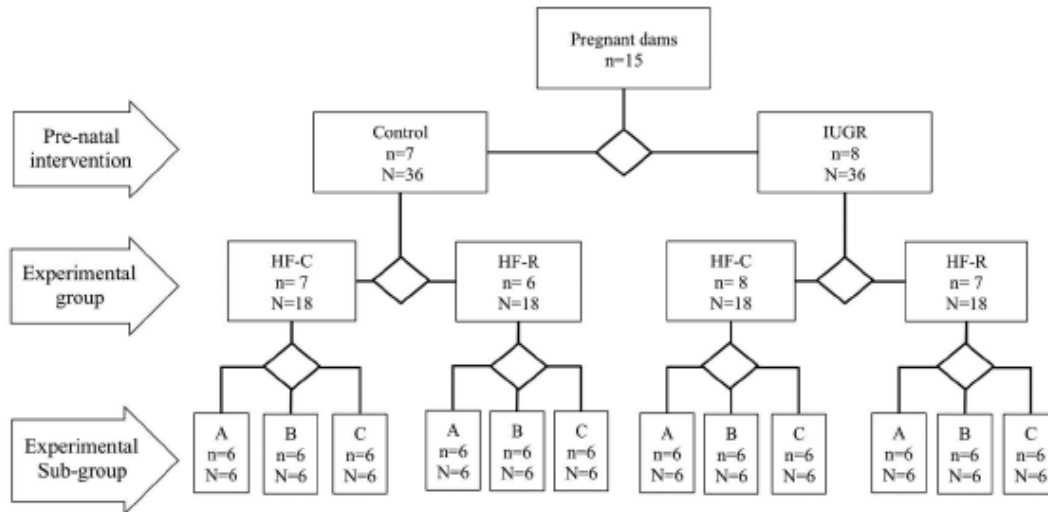 Pregnant dams
n=15
Pre-natal
intervention
Control
n=7
N=36
IUGR
n=8
N=36
Experimental
group
HF-C
n= 7
N=18
HF-R
n= 6
N=18
HF-C
n= 8
N=18
HF-R
n= 7
N=18
Experimental
Sub-group
A
n=6
N=6
B
n=6
N=6
C
n=6
N=6
A
n=6
N=6
B
n=6
N=6
C
n=6
N=6
A
n=6
N=6
B
n=6
N=6
C
n=6
N=6
A
n=6
N=6
B
n=6
N=6
C
n=6
N=6